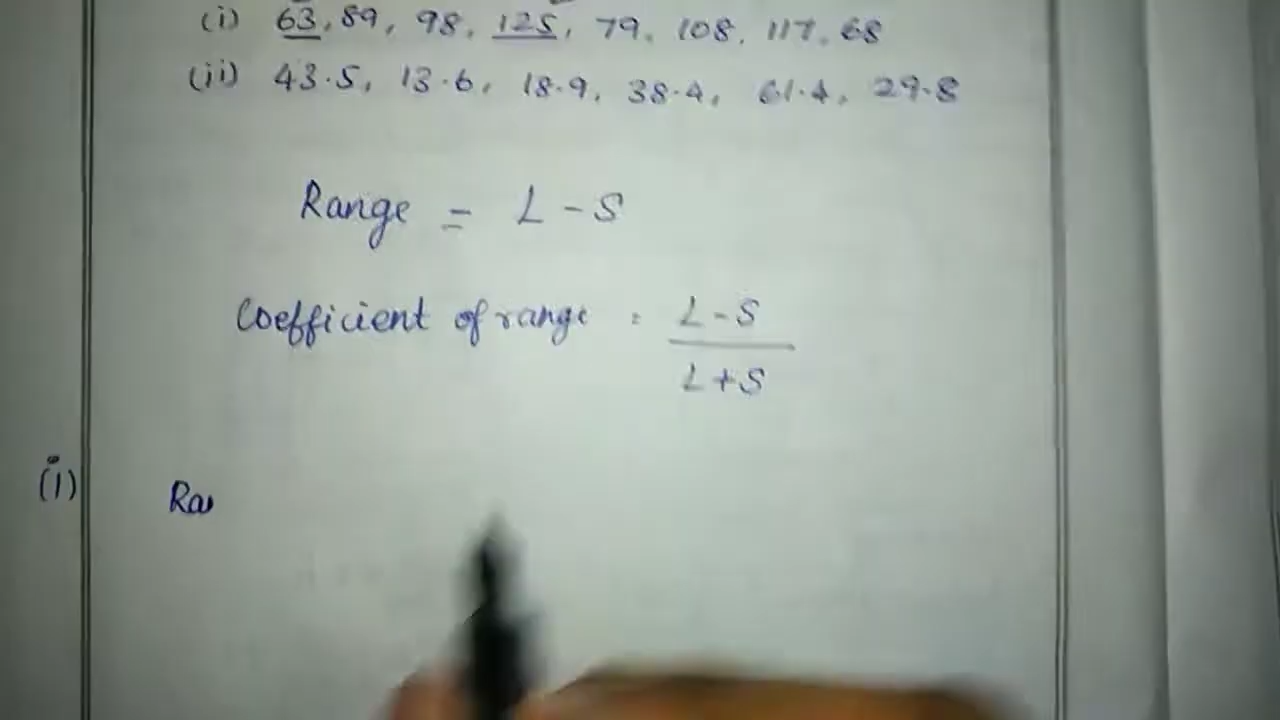 (i) 63, 89, 98, 125, 79, 108, 117, 68
(ii) 43.5, 13.6, 18.9, 38.4, 61.4, 29.8
Range = L - S
Coefficient of range = L - S
L + S
(i) Ran